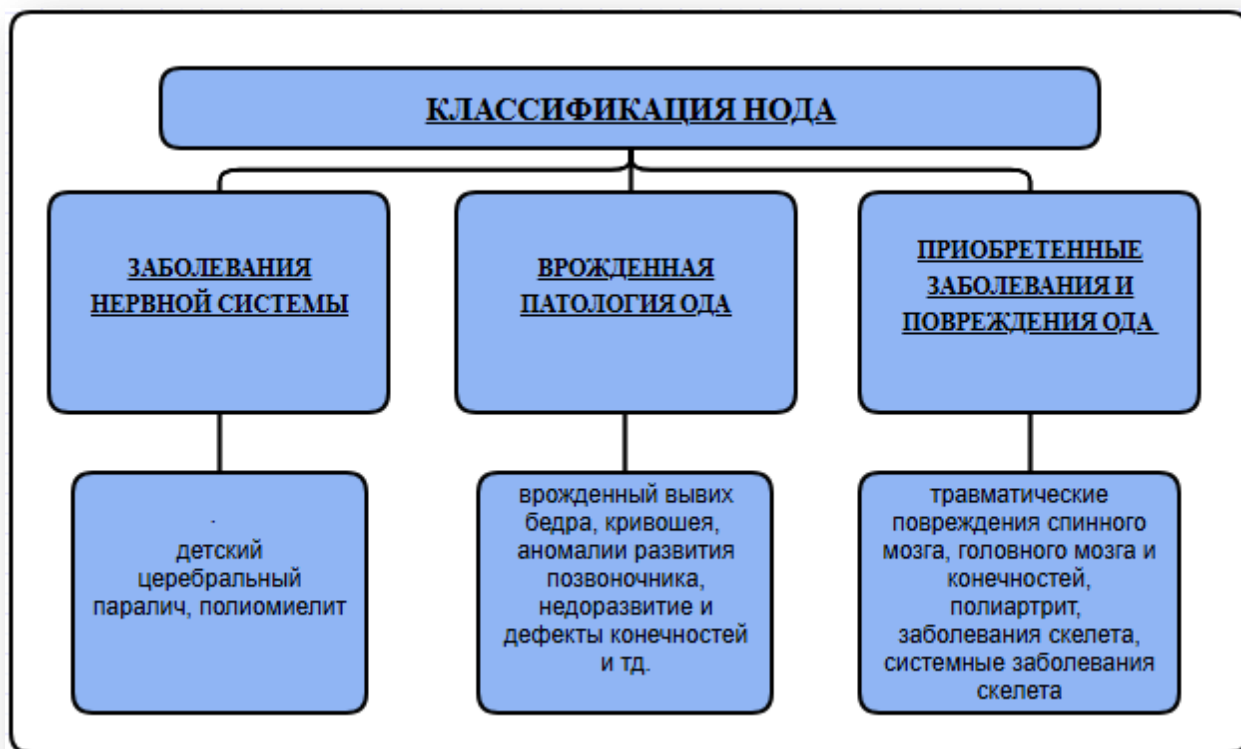 КЛАССИФИКАЦИЯ НОДА
ЗАБОЛЕВАНИЯ
НЕРВНОЙ СИСТЕМЫ
ВРОЖДЕННАЯ
ПАТОЛОГИЯ ОДА
ПРИОБРЕТЕННЫЕ
ЗАБОЛЕВАНИЯ И
ПОВРЕЖДЕНИЯ ОДА
.
детский
церебральный
паралич, полиомиелит
врожденный вывих
бедра, кривошея,
аномалии развития
позвоночника,
недоразвитие и
дефекты конечностей
и тд.
травматические
повреждения спинного
мозга, головного мозга и
конечностей,
полиартрит,
заболевания скелета,
системные заболевания
скелета